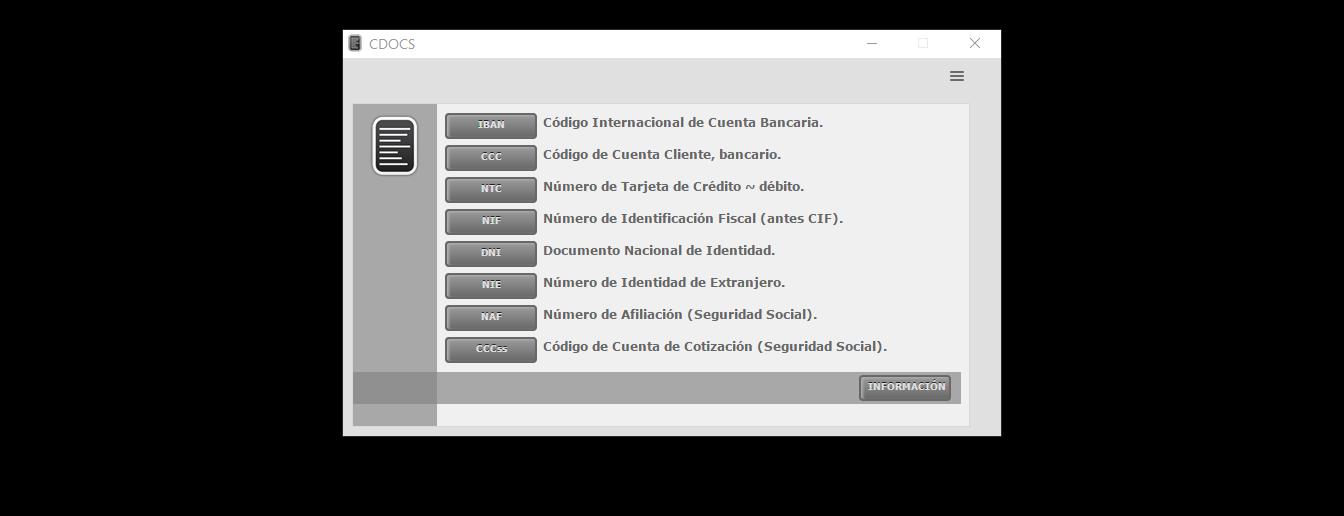 CDOCS
IBAN Código Internacional de Cuenta Bancaria.
CCC Código de Cuenta Cliente, bancario.
NTC Número de Tarjeta de Crédito ~ débito.
NIF Número de Identificación Fiscal (antes CIF).
DNI Documento Nacional de Identidad.
NIE Número de Identidad de Extranjero.
NAF Número de Afiliación (Seguridad Social).
CCCss Código de Cuenta de Cotización (Seguridad Social).
INFORMACIÓN